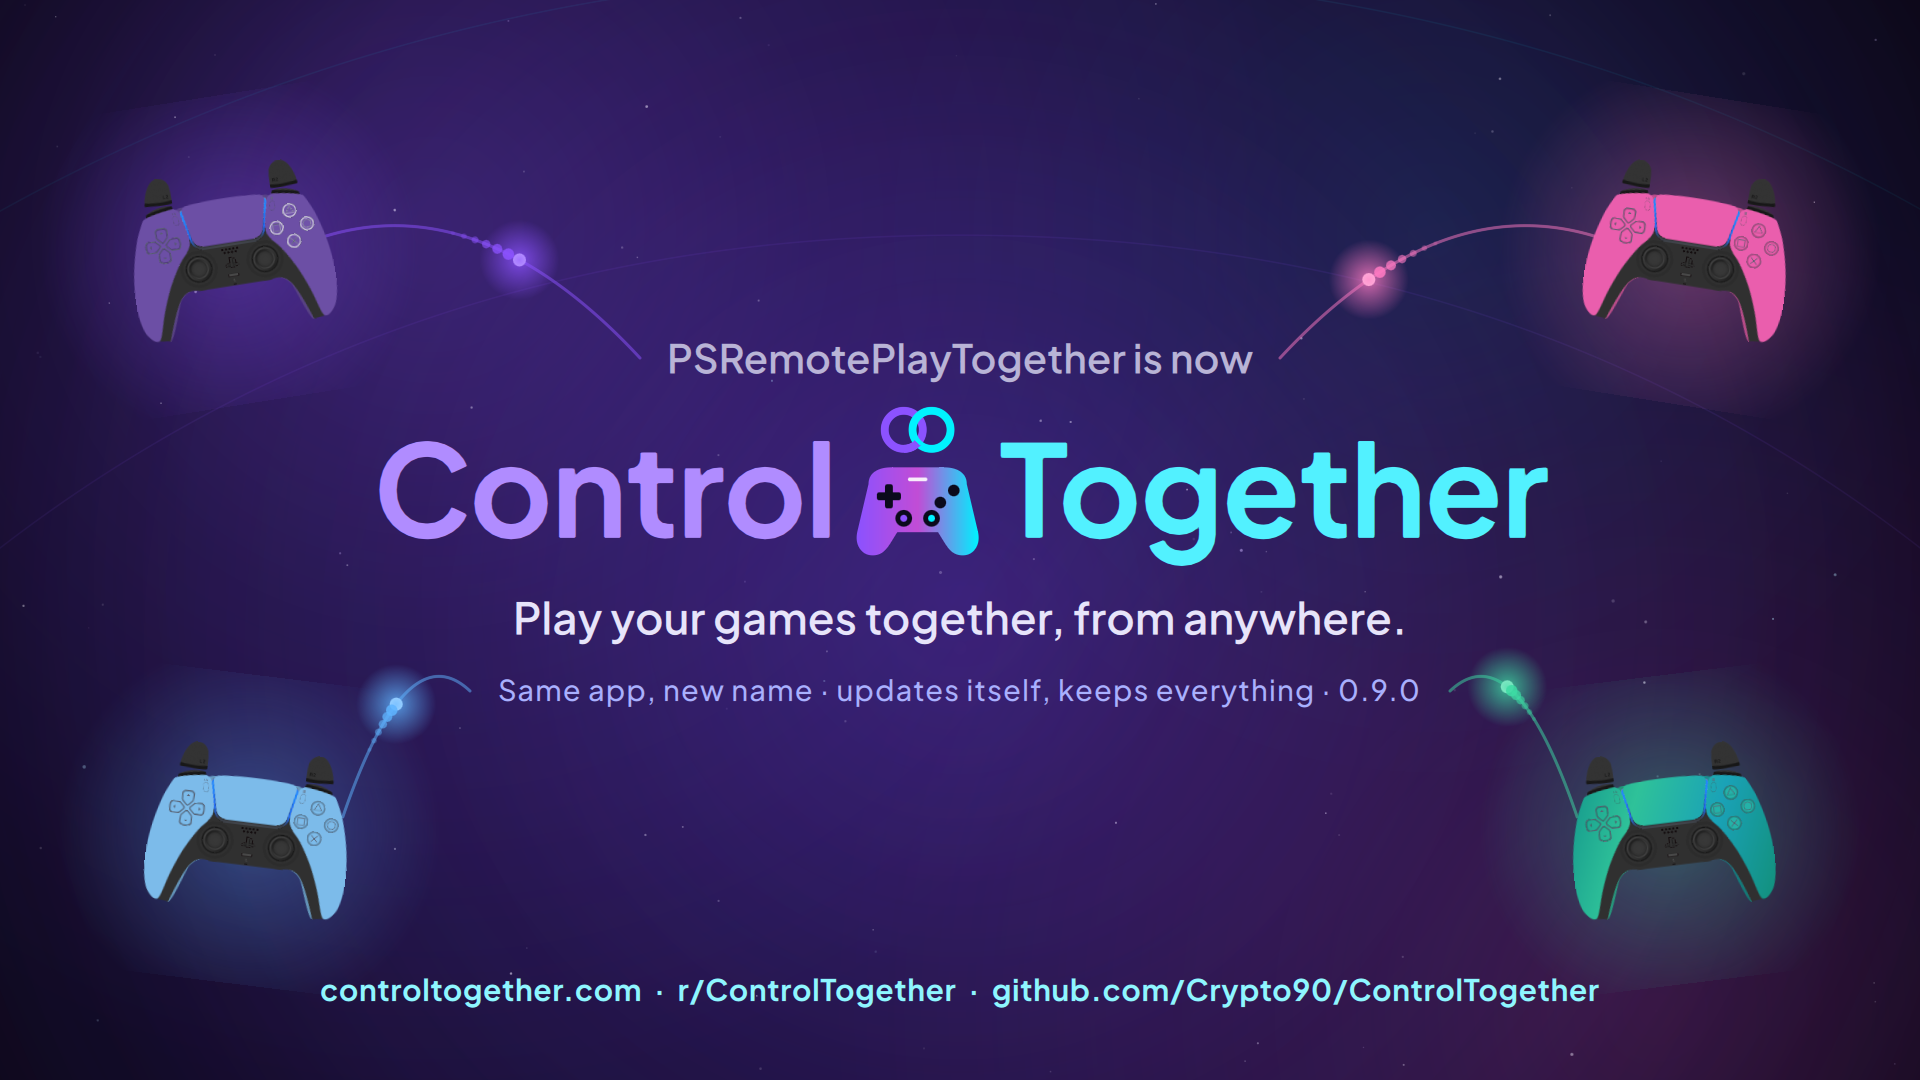 PSRemotePlayTogether is now
Control Together
Play your games together, from anywhere.
Same app, new name · updates itself, keeps everything · 0.9.0
controltogether.com · r/ControlTogether · github.com/Crypto90/ControlTogether